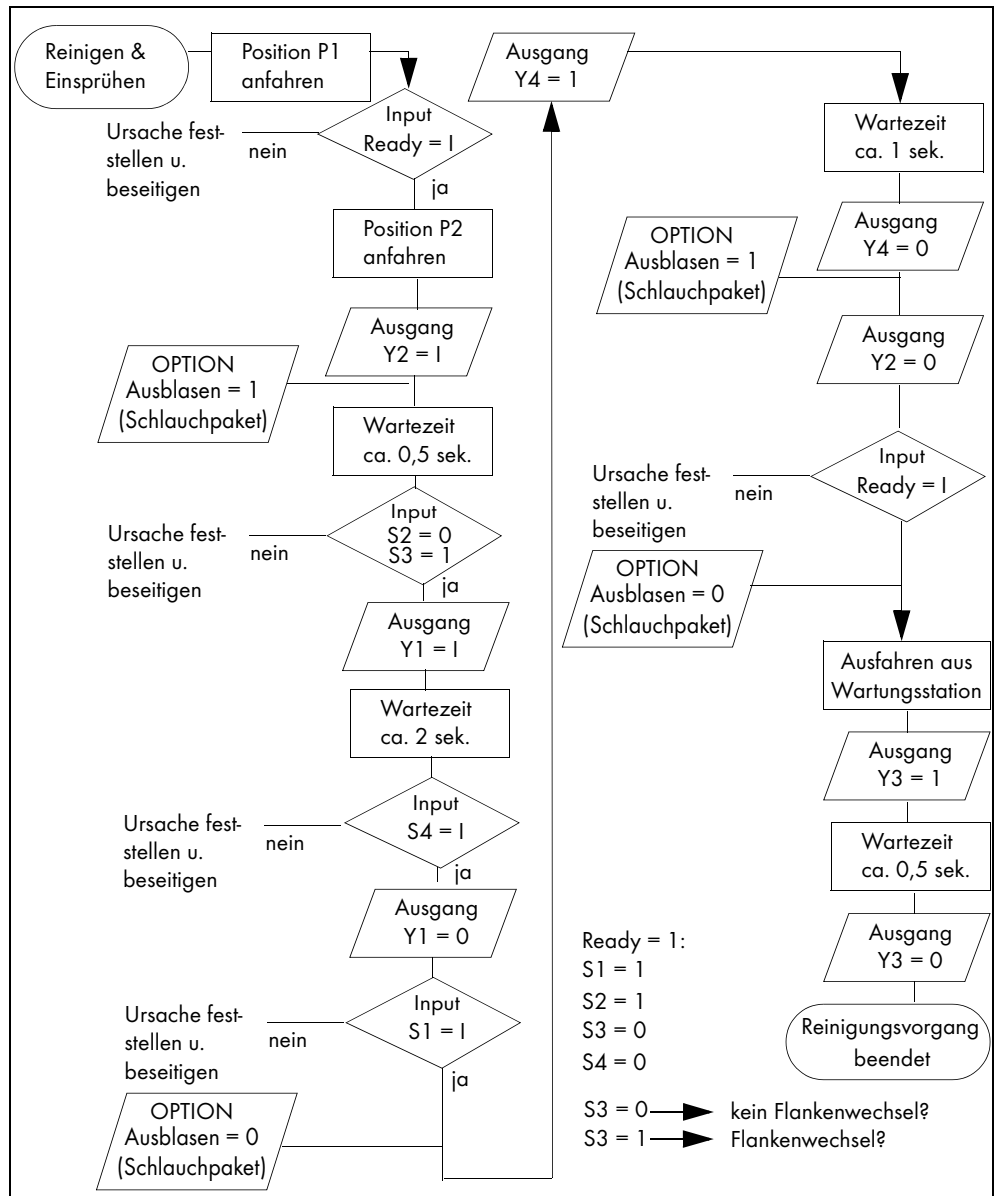 Reinigen &
Einsprühen
Position P1
anfahren
Input
Ready = I
Ursache fest-
stellen u.
beseitigen
nein
ja
Position P2
anfahren
Ausgang
Y2 = I
OPTION
Ausblasen = 1
(Schlauchpaket)
Wartezeit
ca. 0,5 sek.
Input
S2 = 0
S3 = 1
Ursache fest-
stellen u.
beseitigen
nein
ja
Ausgang
Y1 = I
Wartezeit
ca. 2 sek.
Input
S4 = I
Ursache fest-
stellen u.
beseitigen
nein
ja
Ausgang
Y1 = 0
Input
S1 = I
Ursache fest-
stellen u.
beseitigen
nein
ja
OPTION
Ausblasen = 0
(Schlauchpaket)
Ausgang
Y4 = 1
Wartezeit
ca. 1 sek.
Ausgang
Y4 = 0
OPTION
Ausblasen = 1
(Schlauchpaket)
Ausgang
Y2 = 0
Input
Ready = I
Ursache fest-
stellen u.
beseitigen
nein
OPTION
Ausblasen = 0
(Schlauchpaket)
Ausfahren aus
Wartungsstation
Ausgang
Y3 = 1
Wartezeit
ca. 0,5 sek.
Ausgang
Y3 = 0
Reinigungsvorgang
beendet
Ready = 1:
S1 = 1
S2 = 1
S3 = 0
S4 = 0
S3 = 0 kein Flankenwechsel?
S3 = 1 Flankenwechsel?